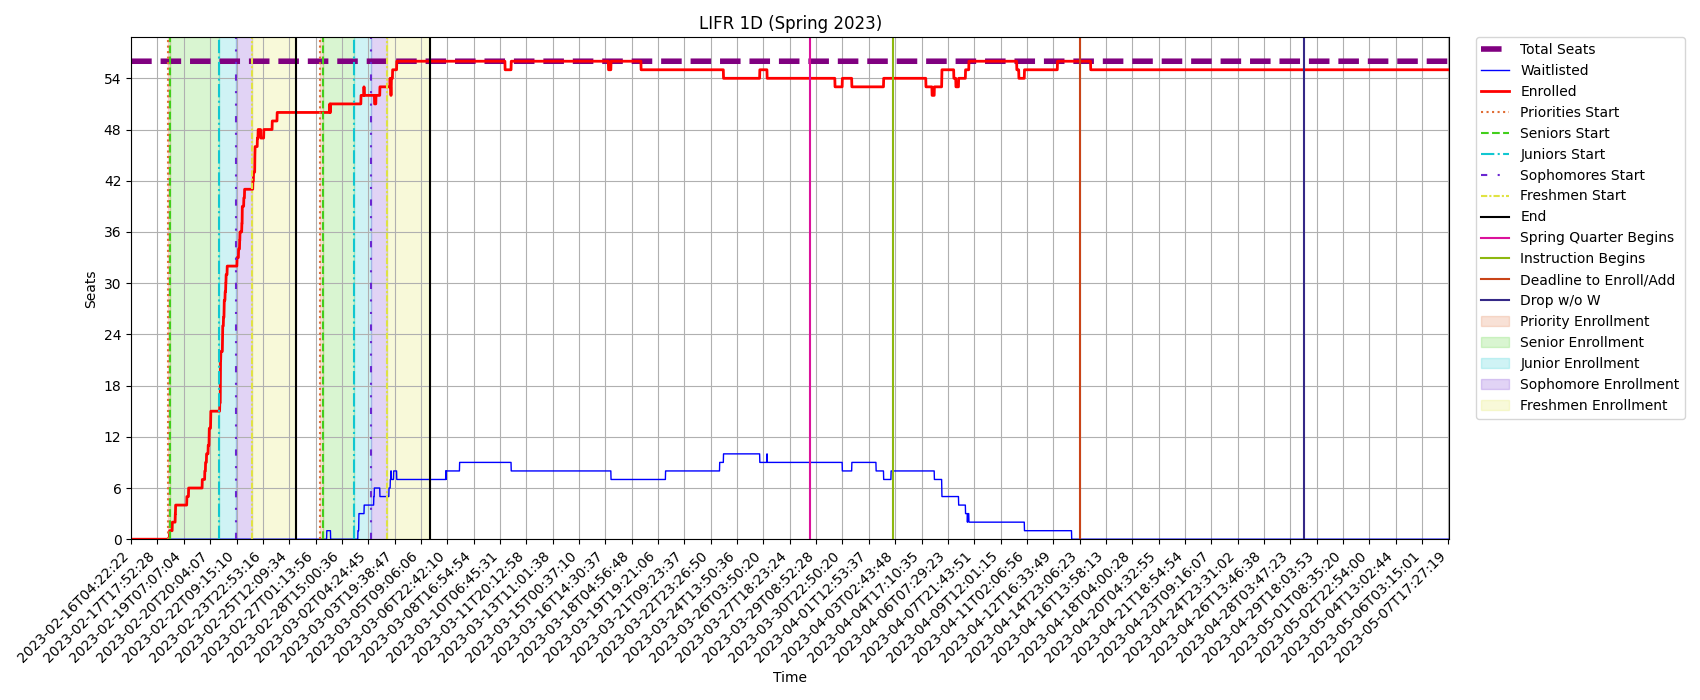 LIFR 1D (Spring 2023)
Seats
54
48
42
36
30
24
18
12
6
0
2023-02-16T04:22:22
2023-02-17T17:52:28
2023-02-19T07:07:04
2023-02-20T20:04:07
2023-02-22T09:15:10
2023-02-23T22:53:16
2023-02-25T12:09:34
2023-02-27T01:13:56
2023-02-28T15:00:36
2023-03-02T04:24:45
2023-03-03T19:38:47
2023-03-05T09:06:00
2023-03-06T22:42:10
2023-03-08T16:54:54
2023-03-10T06:45:31
2023-03-11T20:12:58
2023-03-13T11:01:38
2023-03-15T00:37:10
2023-03-16T14:30:37
2023-03-18T04:56:48
2023-03-19T19:21:06
2023-03-21T09:23:37
2023-03-22T23:26:50
2023-03-24T13:50:36
2023-03-26T03:50:20
2023-03-27T18:23:24
2023-03-29T08:52:28
2023-03-30T22:50:20
2023-04-01T12:53:37
2023-04-03T02:43:48
2023-04-04T17:10:35
2023-04-06T07:29:23
2023-04-07T21:43:51
2023-04-09T12:01:15
2023-04-11T02:06:56
2023-04-12T16:33:49
2023-04-14T23:06:23
2023-04-16T13:58:13
2023-04-18T04:00:28
2023-04-20T04:32:55
2023-04-21T18:54:54
2023-04-23T09:16:07
2023-04-24T23:31:02
2023-04-26T13:46:38
2023-04-28T03:47:23
2023-04-29T18:03:53
2023-05-01T08:35:20
2023-05-02T22:54:00
2023-05-04T13:02:44
2023-05-06T03:15:01
2023-05-07T17:27:19
Time
Total Seats
Waitlisted
Enrolled
Priorities Start
Seniors Start
Juniors Start
Sophomores Start
Freshmen Start
End
Spring Quarter Begins
Instruction Begins
Deadline to Enroll/Add
Drop w/o W
Priority Enrollment
Senior Enrollment
Junior Enrollment
Sophomore Enrollment
Freshmen Enrollment